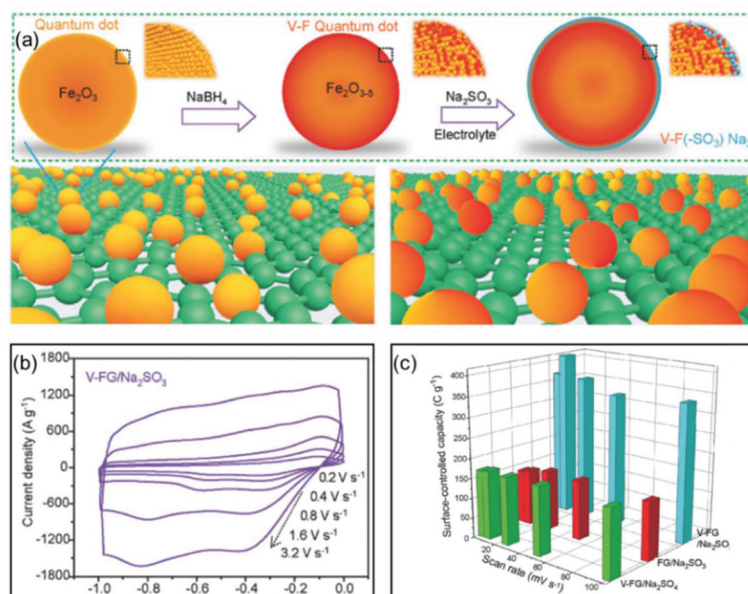 (a)
Quantum dot
V-F Quantum dot
Fe₂O₃
NaBH₄
Fe₂O₃₋δ
Na₂SO₃
Electrolyte
V-F(-SO₃) Na₂
(b)
V-FG/Na₂SO₃
Current density (A g⁻¹)
1800
1200
600
0
-600
-1200
-1800
0.2 V s⁻¹
0.4 V s⁻¹
0.8 V s⁻¹
1.6 V s⁻¹
3.2 V s⁻¹
-1.0 -0.8 -0.6 -0.4 -0.2 0.0
(c)
Surface-controlled capacity (C g⁻¹)
400
350
300
250
200
150
100
50
0
20
40
60
80
100
Scan rate (mV s⁻¹)
V-FG
/Na₂SO
FG/Na₂SO₃
V-FG/Na₂SO₄